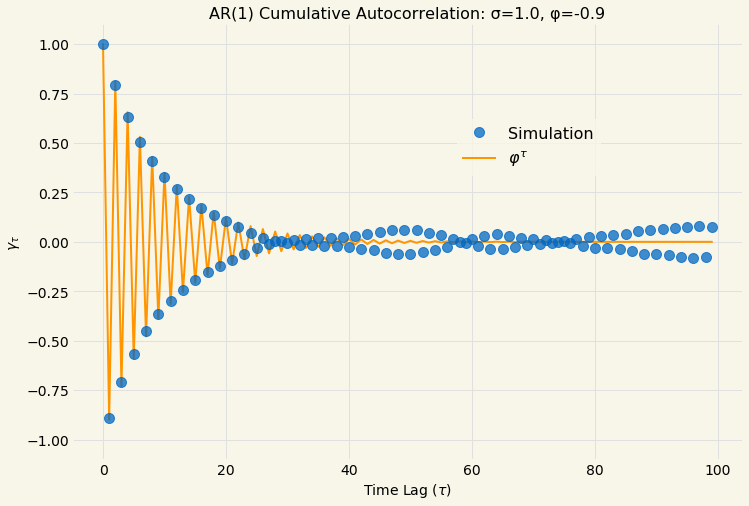 AR(1) Cumulative Autocorrelation: σ=1.0, φ=-0.9
1.00
0.75
0.50
0.25
0.00
−0.25
−0.50
−0.75
−1.00
γτ
Simulation
φ^τ
0 20 40 60 80 100
Time Lag (τ)